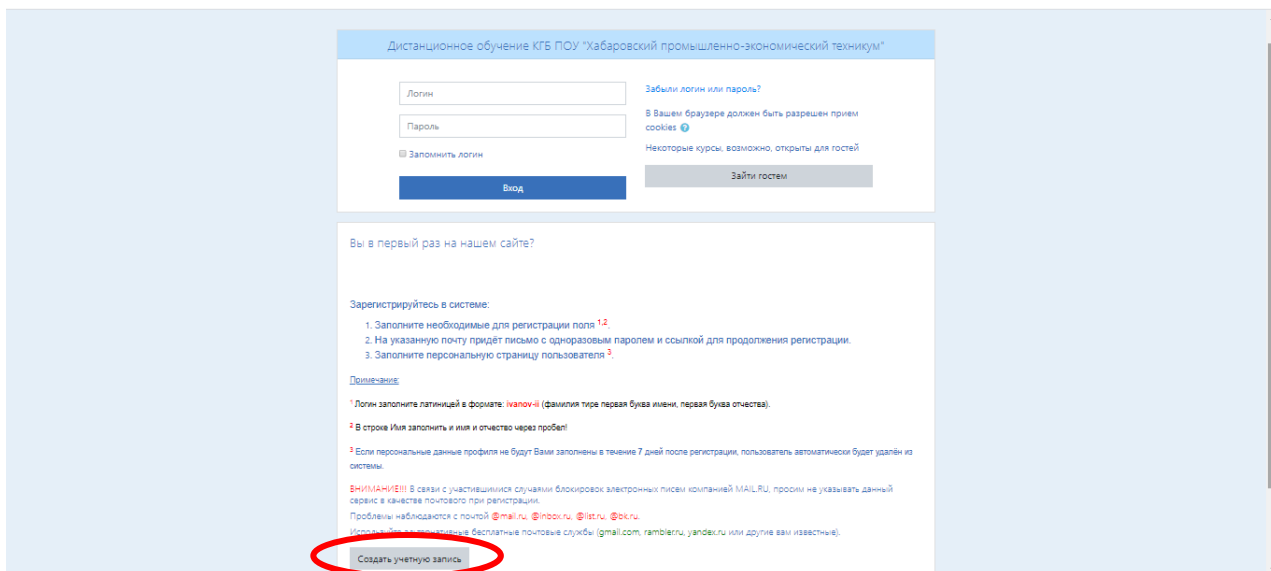 Дистанционное обучение КГБ ПОУ "Хабаровский промышленно-экономический техникум"
Логин
Пароль
Запомнить логин
Вход
Забыли логин или пароль?
В Вашем браузере должен быть разрешен прием
cookies
Некоторые курсы, возможно, открыты для гостей
Зайти гостем
Вы в первый раз на нашем сайте?
Зарегистрируйтесь в системе:
1. Заполните необходимые для регистрации поля 1,2.
2. На указанную почту придёт письмо с одноразовым паролем и ссылкой для продолжения регистрации.
3. Заполните персональную страницу пользователя 3.
Примечание:
1 Логин заполните латиницей в формате: ivanov-ii (фамилия тире первая буква имени, первая буква отчества).
2 В строке Имя заполнить и имя и отчество через пробел!
3 Если персональные данные профиля не будут Вами заполнены в течение 7 дней после регистрации, пользователь автоматически будет удалён из
системы.
ВНИМАНИЕ!!! В связи с участившимися случаями блокировок электронных писем компанией MAIL.RU, просим не указывать данный
сервис в качестве почтового при регистрации.
Проблемы наблюдаются с почтой @mail.ru, @inbox.ru, @list.ru, @bk.ru.
Используйте альтернативные бесплатные почтовые службы (gmail.com, rambler.ru, yandex.ru или другие вам известные).
Создать учетную запись